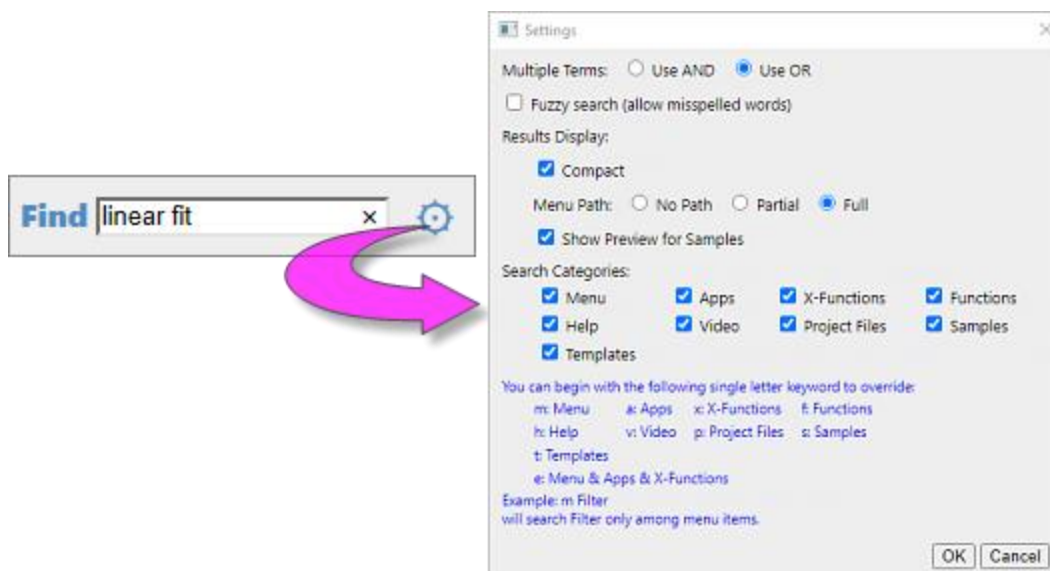 Settings
Multiple Terms: Use AND Use OR
Fuzzy search (allow misspelled words)
Results Display:
Compact
Find linear fit ×
Menu Path: No Path Partial Full
Show Preview for Samples
Search Categories:
Menu Apps X-Functions Functions
Help Video Project Files Samples
Templates
You can begin with the following single letter keyword to override:
m: Menu a: Apps x: X-Functions f: Functions
h: Help v: Video p: Project Files s: Samples
t: Templates
e: Menu & Apps & X-Functions
Example: m Filter
will search Filter only among menu items.
OK Cancel